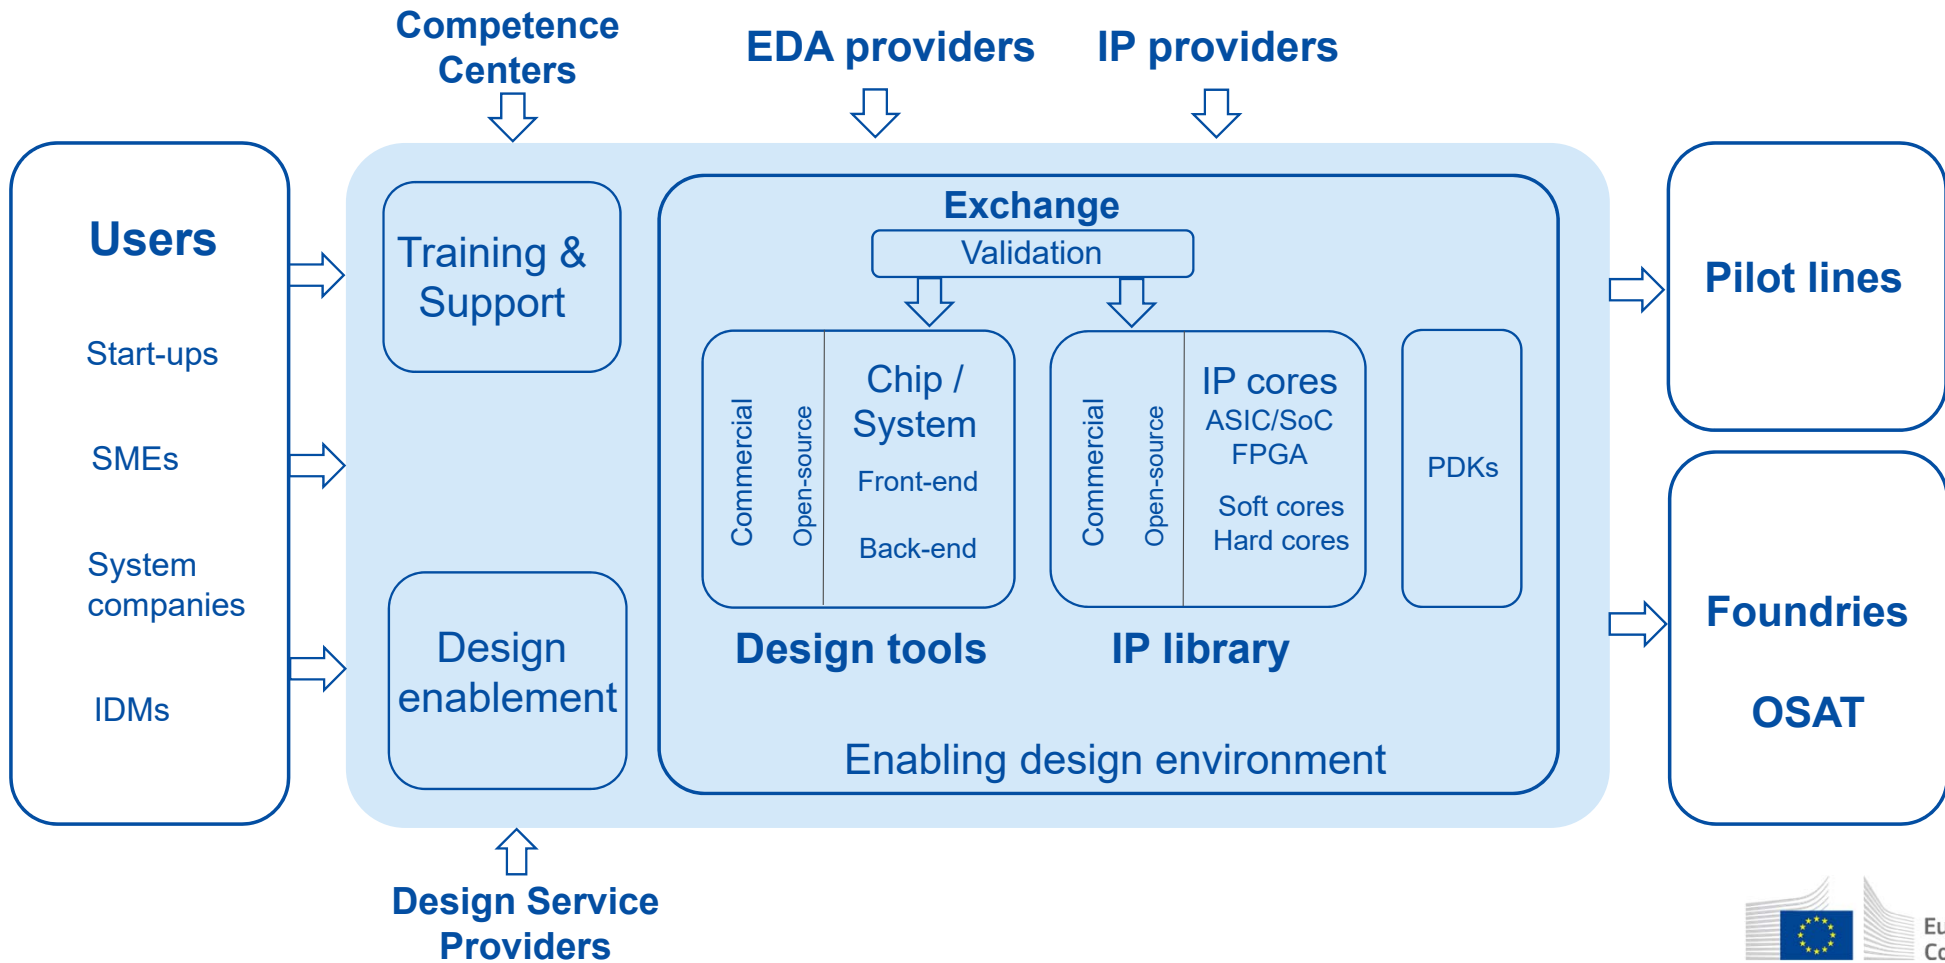 Competence
Centers
EDA providers
IP providers
Users
Start-ups
SMEs
System
companies
IDMs
Training &
Support
Design
enablement
Exchange
Validation
Commercial
Open-source
Chip /
System
Front-end
Back-end
Design tools
Commercial
Open-source
IP cores
ASIC/SoC
FPGA
Soft cores
Hard cores
IP library
PDKs
Enabling design environment
Pilot lines
Foundries
OSAT
Design Service
Providers